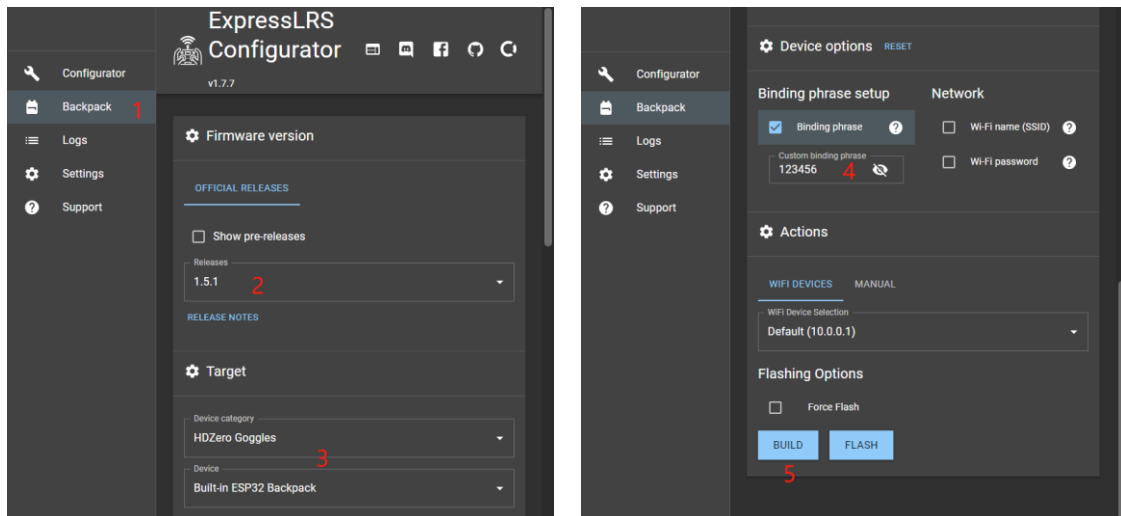 ExpressLRS
Configurator
v1.7.7
Configurator
Backpack 1
Logs
Settings
Support
Firmware version
OFFICIAL RELEASES
Show pre-releases
Releases
1.5.1 2
RELEASE NOTES
Target
Device category
HDZero Goggles
3
Device
Built-in ESP32 Backpack
Configurator
Backpack
Logs
Settings
Support
Device options RESET
Binding phrase setup Network
Binding phrase ? Wi-Fi name (SSID) ?
Custom binding phrase
123456 4
Wi-Fi password ?
Actions
WIFI DEVICES MANUAL
WiFi Device Selection
Default (10.0.0.1)
Flashing Options
Force Flash
BUILD FLASH
5